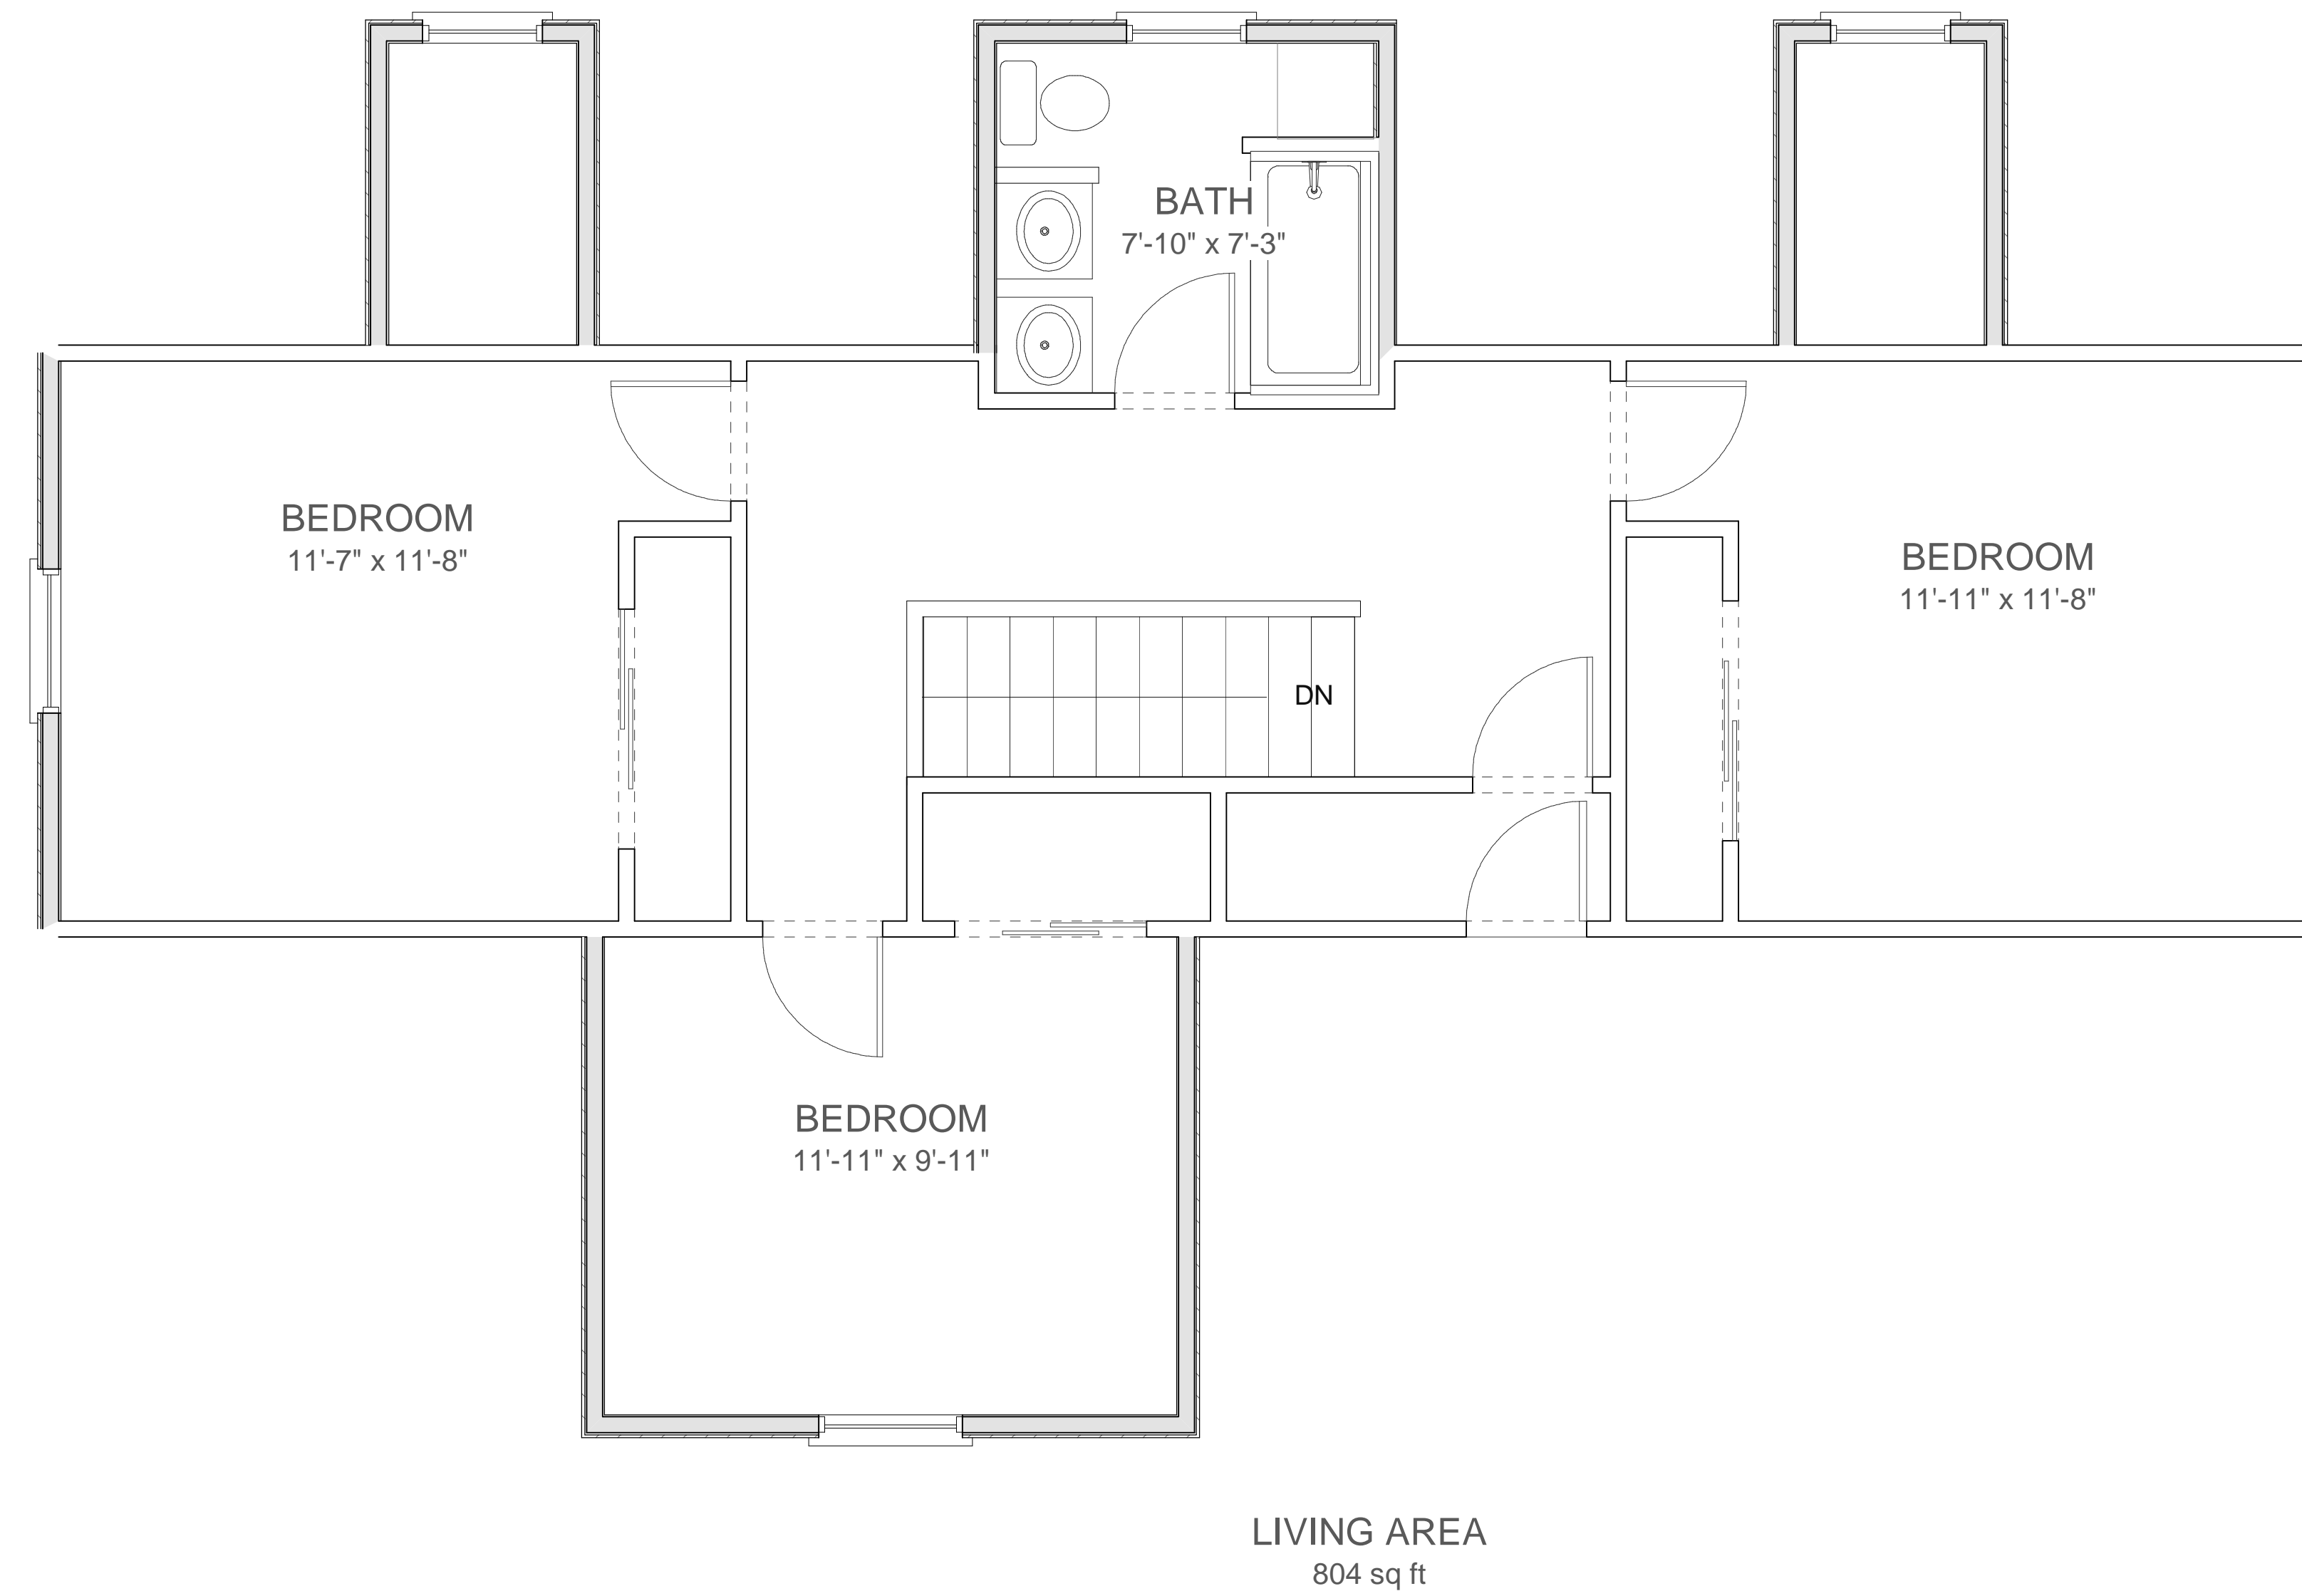 BATH
7'-10" x 7'-3"
BEDROOM
11'-7" x 11'-8"
BEDROOM
11'-11" x 11'-8"
DN
BEDROOM
11'-11" x 9'-11"
LIVING AREA
804 sq ft